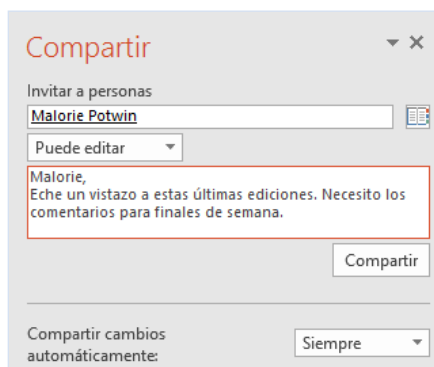 Compartir
Invitar a personas
Malorie Potwin
Puede editar
Malorie,
Eche un vistazo a estas últimas ediciones. Necesito los
comentarios para finales de semana.
Compartir
Compartir cambios
automáticamente:
Siempre